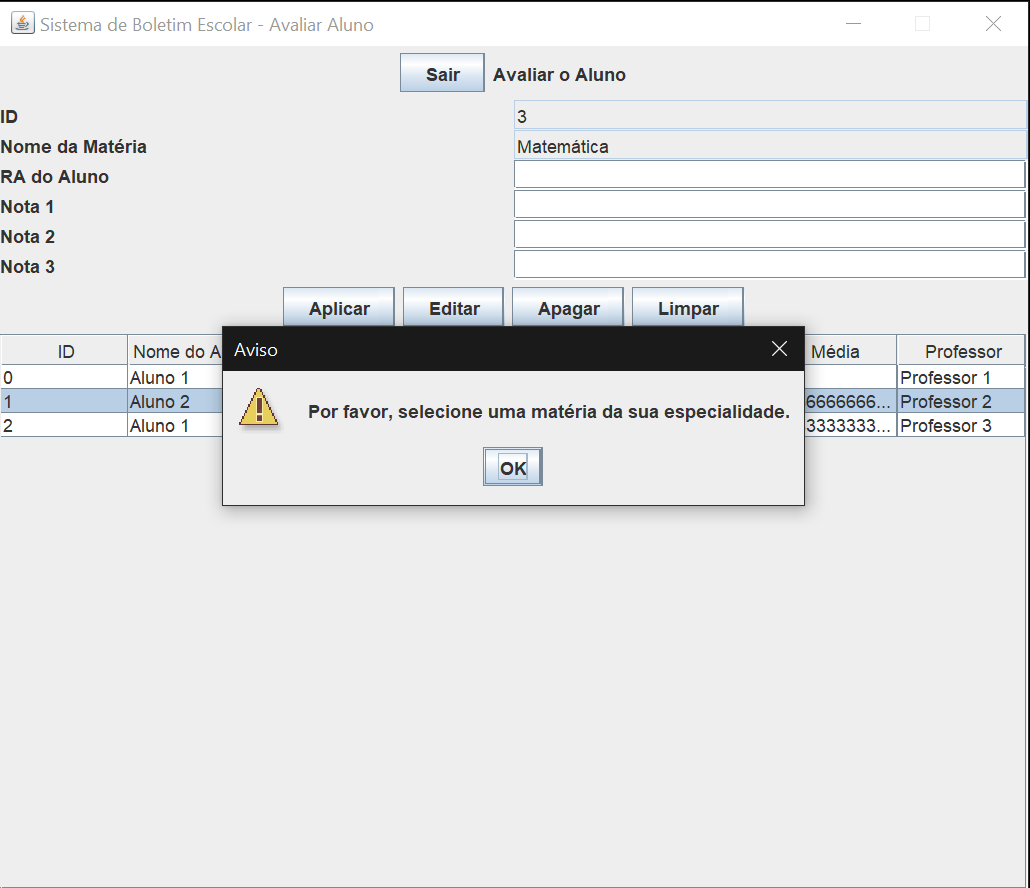 Sistema de Boletim Escolar - Avaliar Aluno
Sair Avaliar o Aluno
ID 3
Nome da Matéria Matemática
RA do Aluno
Nota 1
Nota 2
Nota 3
Aplicar Editar Apagar Limpar
ID Nome do A Média Professor
0 Aluno 1 Professor 1
1 Aluno 2 6666666... Professor 2
2 Aluno 1 3333333... Professor 3
Aviso
Por favor, selecione uma matéria da sua especialidade.
OK